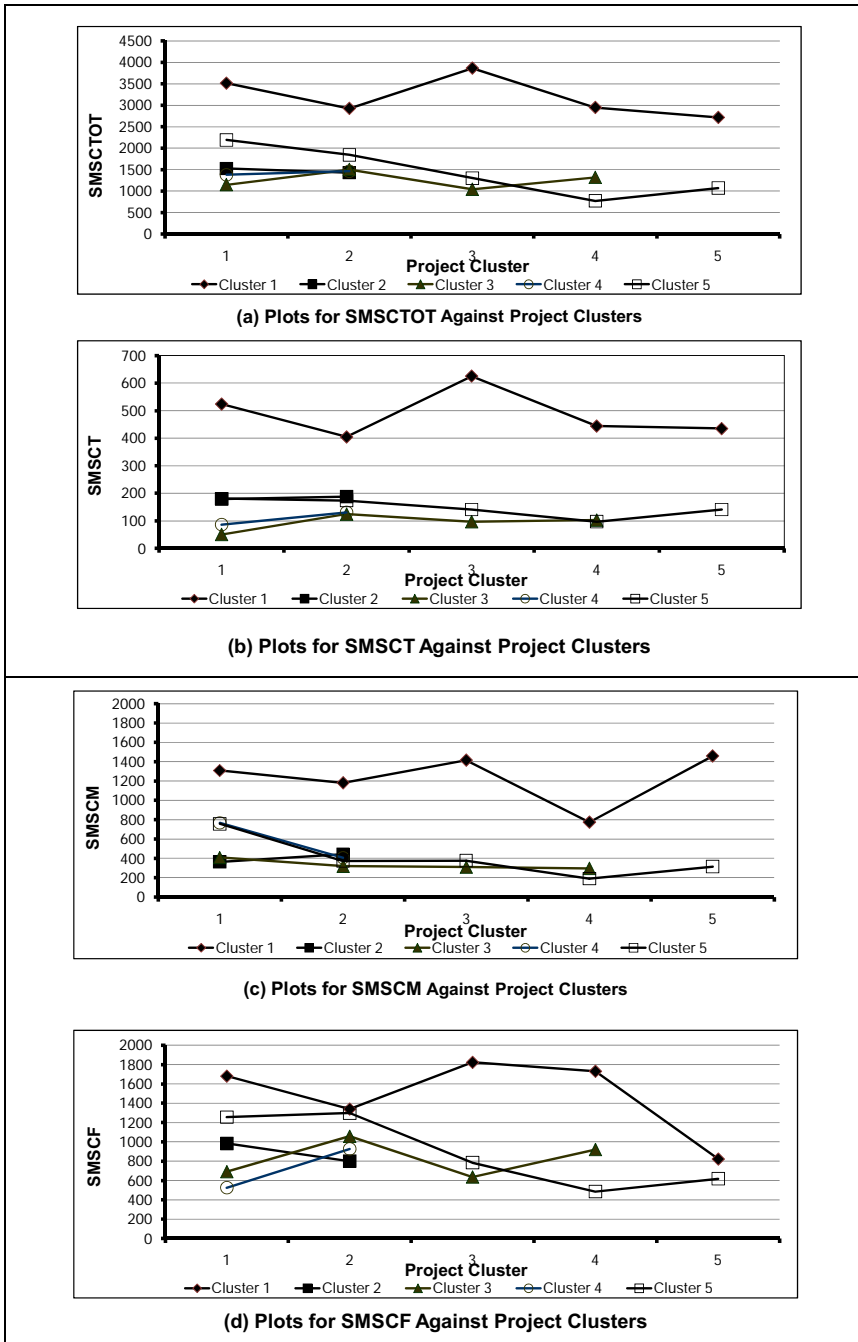 4500
4000
3500
3000
2500
2000
1500
1000
500
0
SMSCTOT
1 2 3 4 5
Project Cluster
Cluster 1 Cluster 2 Cluster 3 Cluster 4 Cluster 5
(a) Plots for SMSCTOT Against Project Clusters
700
600
500
400
300
200
100
0
SMSCT
1 2 3 4 5
Project Cluster
Cluster 1 Cluster 2 Cluster 3 Cluster 4 Cluster 5
(b) Plots for SMSCT Against Project Clusters
2000
1800
1600
1400
1200
1000
800
600
400
200
0
SMSCM
1 2 3 4 5
Project Cluster
Cluster 1 Cluster 2 Cluster 3 Cluster 4 Cluster 5
(c) Plots for SMSCM Against Project Clusters
2000
1800
1600
1400
1200
1000
800
600
400
200
0
SMSCF
1 2 3 4 5
Project Cluster
Cluster 1 Cluster 2 Cluster 3 Cluster 4 Cluster 5
(d) Plots for SMSCF Against Project Clusters